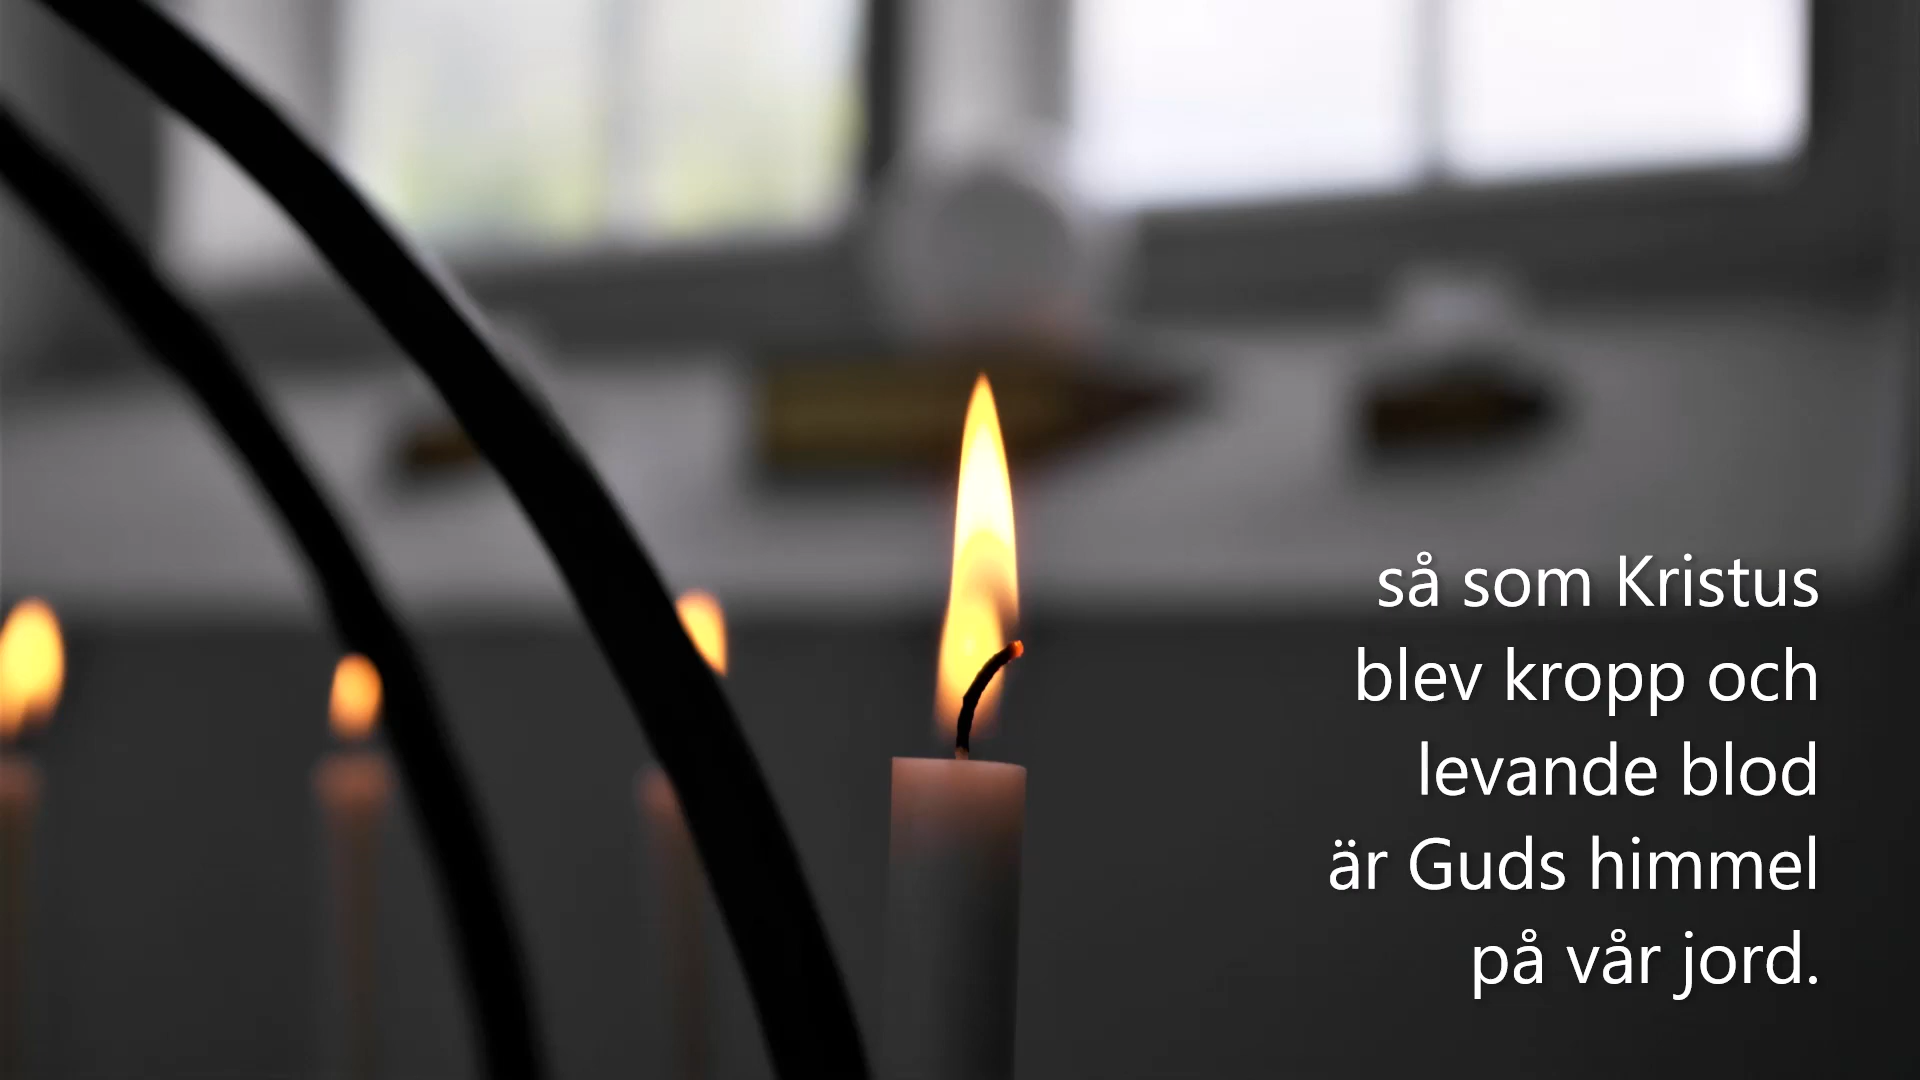 så som Kristus
blev kropp och
levande blod
är Guds himmel
på vår jord.